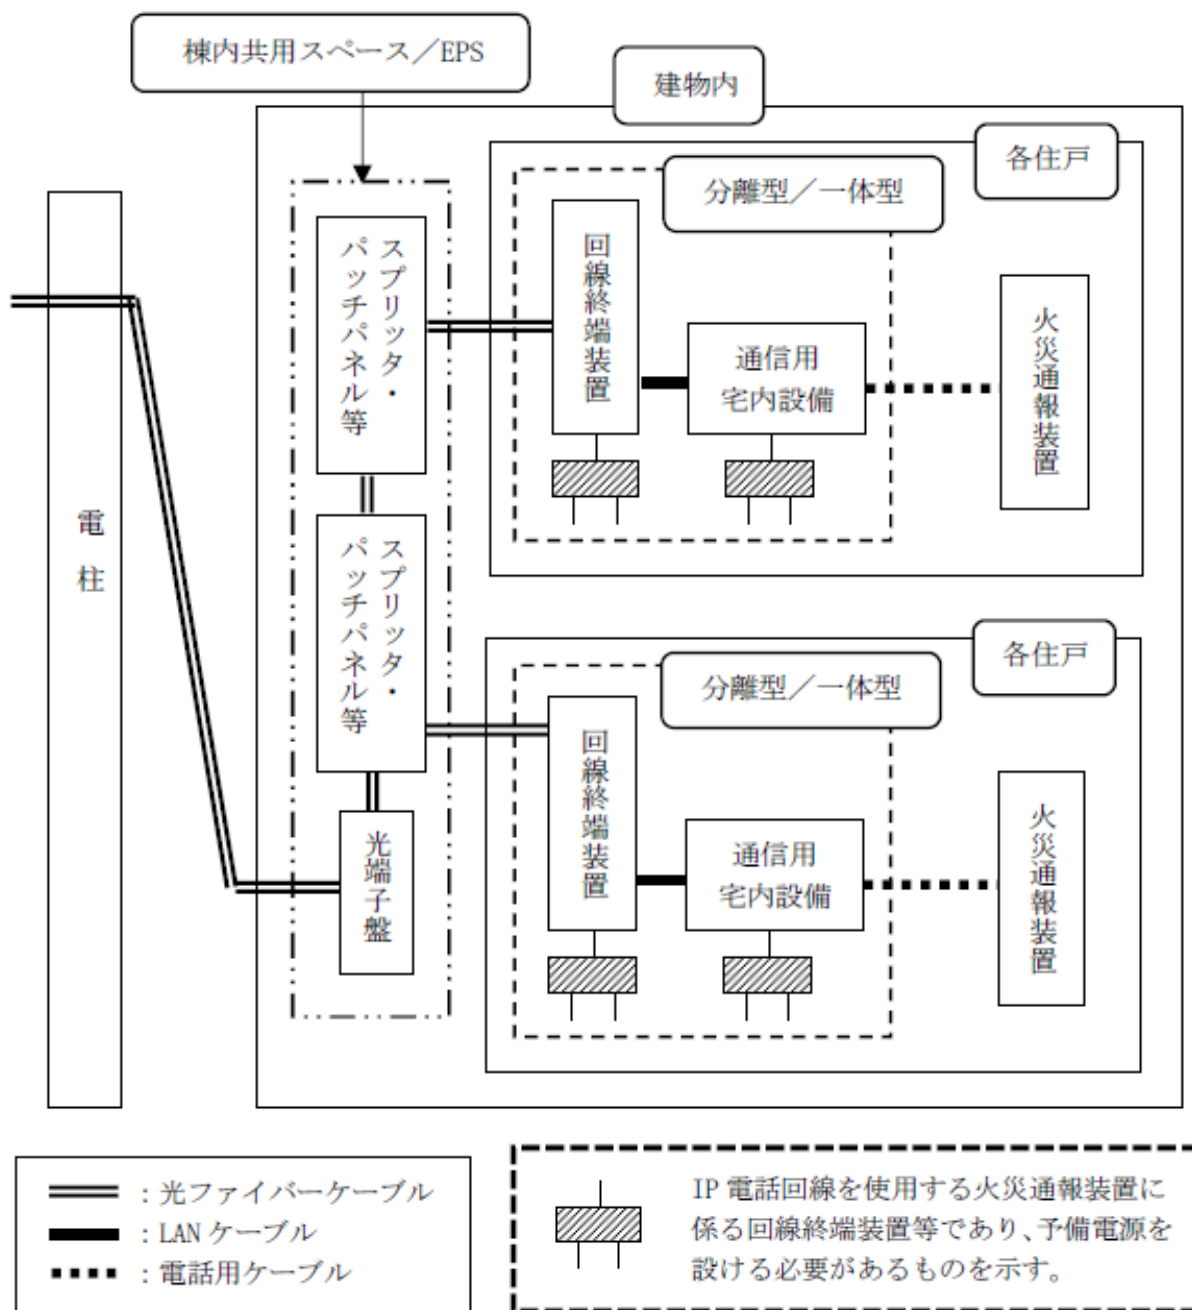 棟内共用スペース／EPS
建物内
各住戸
分離型／一体型
スプリッタ・
パッチパネル等
回線終端装置
通信用
宅内設備
火災通報装置
電柱
スプリッタ・
パッチパネル等
各住戸
分離型／一体型
回線終端装置
通信用
宅内設備
火災通報装置
光端子盤
：光ファイバーケーブル
：LAN ケーブル
：電話用ケーブル
IP 電話回線を使用する火災通報装置に
係る回線終端装置等であり、予備電源を
設ける必要があるものを示す。